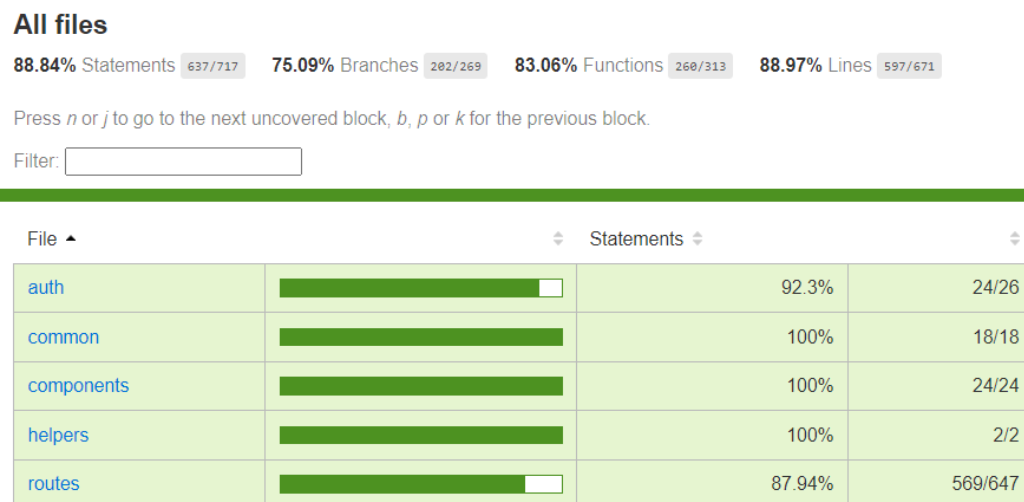 All files
88.84% Statements 637/717 75.09% Branches 202/269 83.06% Functions 260/313 88.97% Lines 597/671
Press n or j to go to the next uncovered block, b, p or k for the previous block.
Filter:
File Statements
auth 92.3% 24/26
common 100% 18/18
components 100% 24/24
helpers 100% 2/2
routes 87.94% 569/647